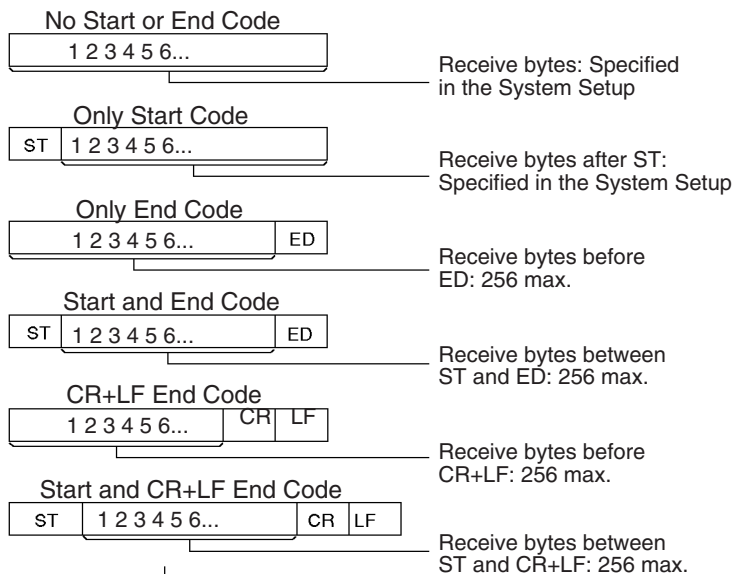 No Start or End Code
1 2 3 4 5 6...
Receive bytes: Specified
in the System Setup
Only Start Code
ST 1 2 3 4 5 6...
Receive bytes after ST:
Specified in the System Setup
Only End Code
1 2 3 4 5 6... ED
Receive bytes before
ED: 256 max.
Start and End Code
ST 1 2 3 4 5 6... ED
Receive bytes between
ST and ED: 256 max.
CR+LF End Code
1 2 3 4 5 6... CR LF
Receive bytes before
CR+LF: 256 max.
Start and CR+LF End Code
ST 1 2 3 4 5 6... CR LF
Receive bytes between
ST and CR+LF: 256 max.